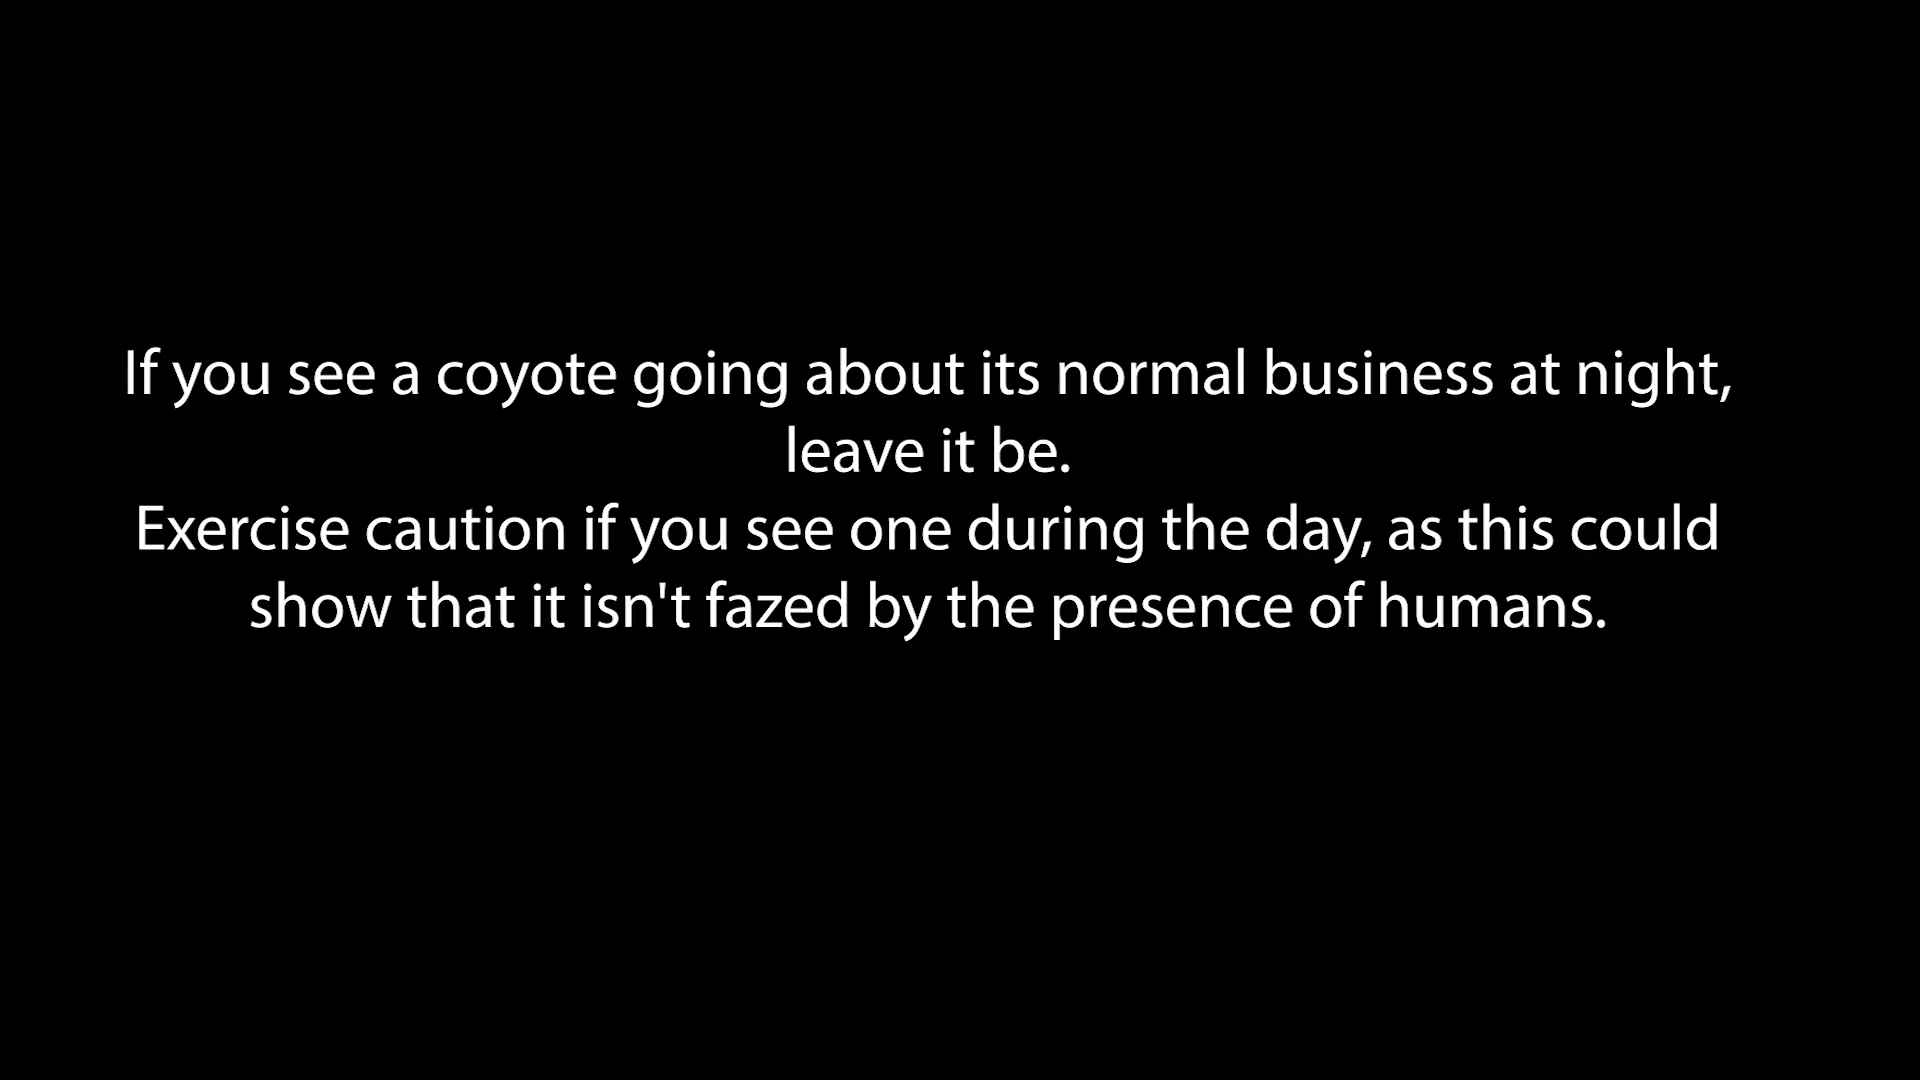 If you see a coyote going about its normal business at night,
leave it be.
Exercise caution if you see one during the day, as this could
show that it isn't fazed by the presence of humans.